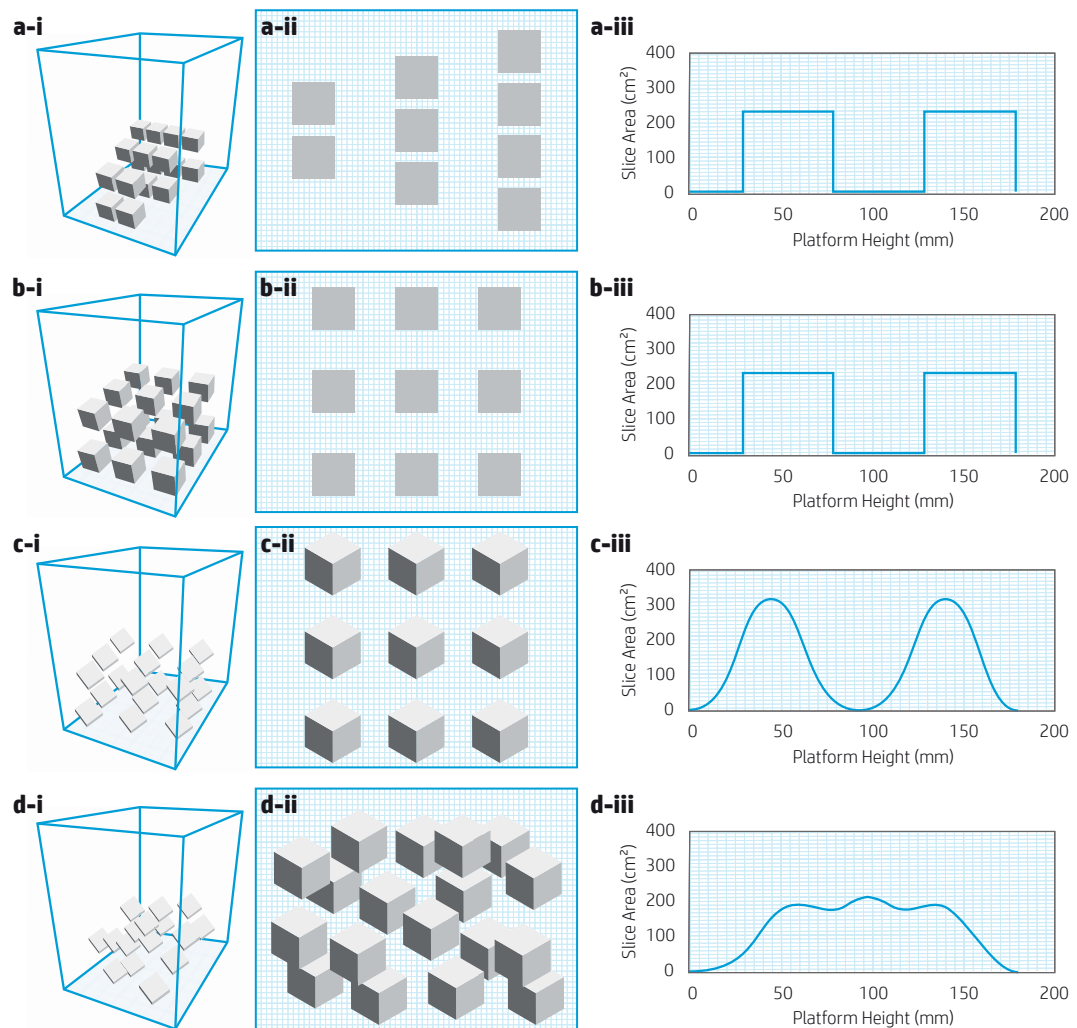 a-i
a-ii
a-iii
400
300
200
100
0
Slice Area (cm²)
0 50 100 150 200
Platform Height (mm)
b-i
b-ii
b-iii
400
300
200
100
0
Slice Area (cm²)
0 50 100 150 200
Platform Height (mm)
c-i
c-ii
c-iii
400
300
200
100
0
Slice Area (cm²)
0 50 100 150 200
Platform Height (mm)
d-i
d-ii
d-iii
400
300
200
100
0
Slice Area (cm²)
0 50 100 150 200
Platform Height (mm)